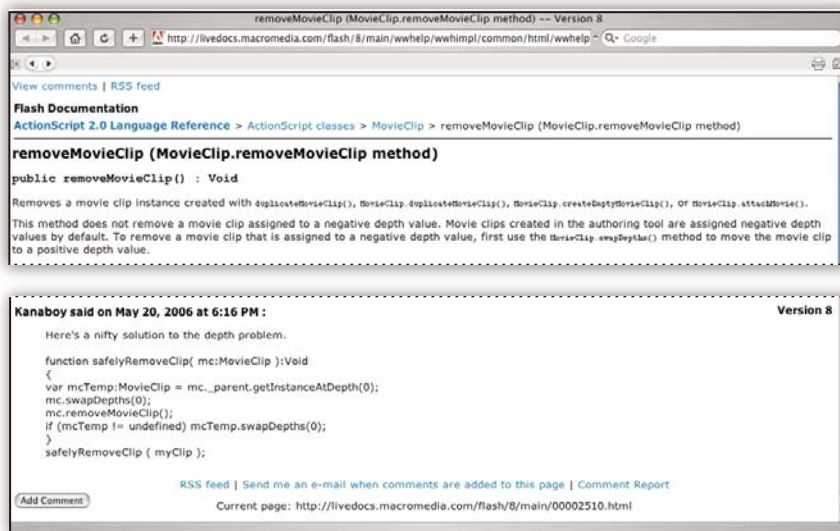 removeMovieClip (MovieClip.removeMovieClip method) -- Version 8
http://livedocs.macromedia.com/flash/8/main/wwhelp/wwhimpl/common/html/wwhelp
Google
View comments | RSS feed
Flash Documentation
ActionScript 2.0 Language Reference > ActionScript classes > MovieClip > removeMovieClip (MovieClip.removeMovieClip method)
removeMovieClip (MovieClip.removeMovieClip method)
public removeMovieClip() : Void
Removes a movie clip instance created with duplicateMovieClip(), MovieClip.duplicateMovieClip(), MovieClip.createEmptyMovieClip(), or MovieClip.attachMovie().
This method does not remove a movie clip assigned to a negative depth value. Movie clips created in the authoring tool are assigned negative depth
values by default. To remove a movie clip that is assigned to a negative depth value, first use the MovieClip.swapDepths() method to move the movie clip
to a positive depth value.
Kanaboy said on May 20, 2006 at 6:16 PM :
Version 8
Here's a nifty solution to the depth problem.
function safelyRemoveClip( mc:MovieClip ):Void
{
var mcTemp:MovieClip = mc._parent.getInstanceAtDepth(0);
mc.swapDepths(0);
mc.removeMovieClip();
if (mcTemp != undefined) mcTemp.swapDepths(0);
}
safelyRemoveClip ( myClip );
RSS feed | Send me an e-mail when comments are added to this page | Comment Report
Add Comment
Current page: http://livedocs.macromedia.com/flash/8/main/00002510.html